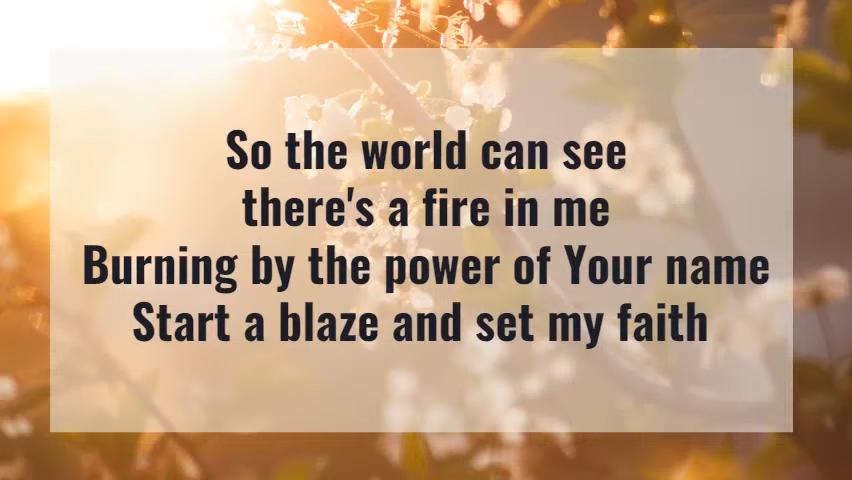 So the world can see
there's a fire in me
Burning by the power of Your name
Start a blaze and set my faith